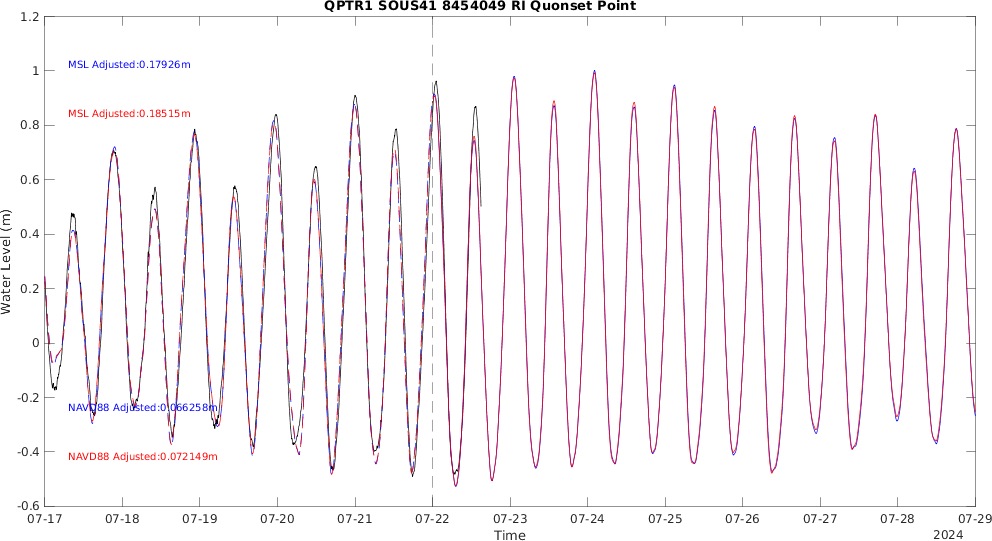 QPTR1 SOUS41 8454049 RI Quonset Point
1.2
1
0.8
0.6
0.4
0.2
0
-0.2
-0.4
-0.6
Water Level (m)
MSL Adjusted:0.17926m
MSL Adjusted:0.18515m
NAVD88 Adjusted:0.066258m
NAVD88 Adjusted:0.072149m
07-17 07-18 07-19 07-20 07-21 07-22 07-23 07-24 07-25 07-26 07-27 07-28 07-29
Time
2024